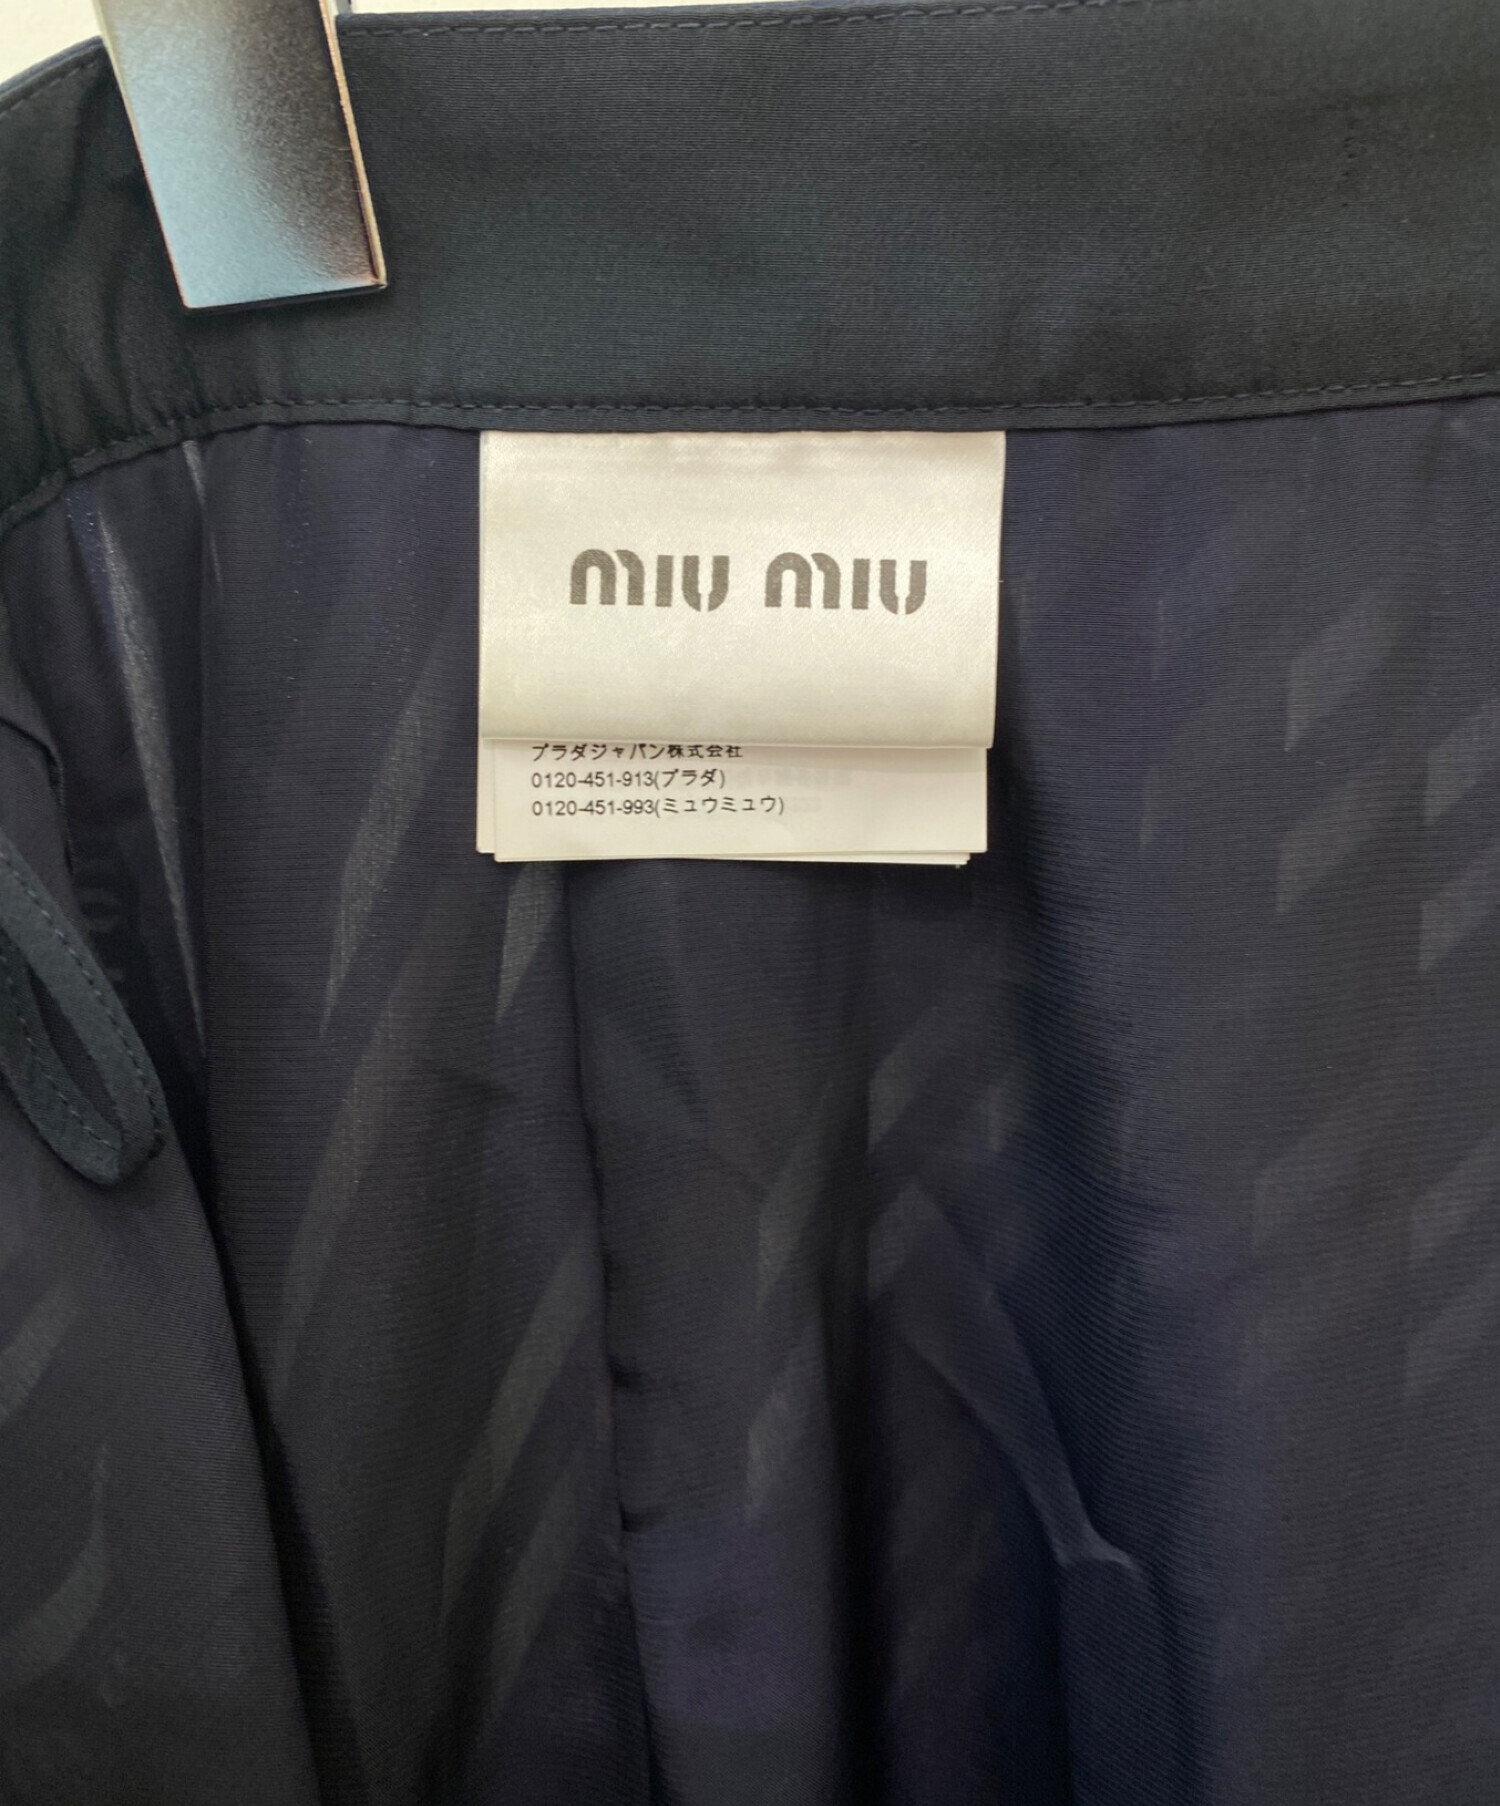 miu miu
プラダジャパン株式会社
0120-451-913(プラダ)
0120-451-993(ミュウミュウ)